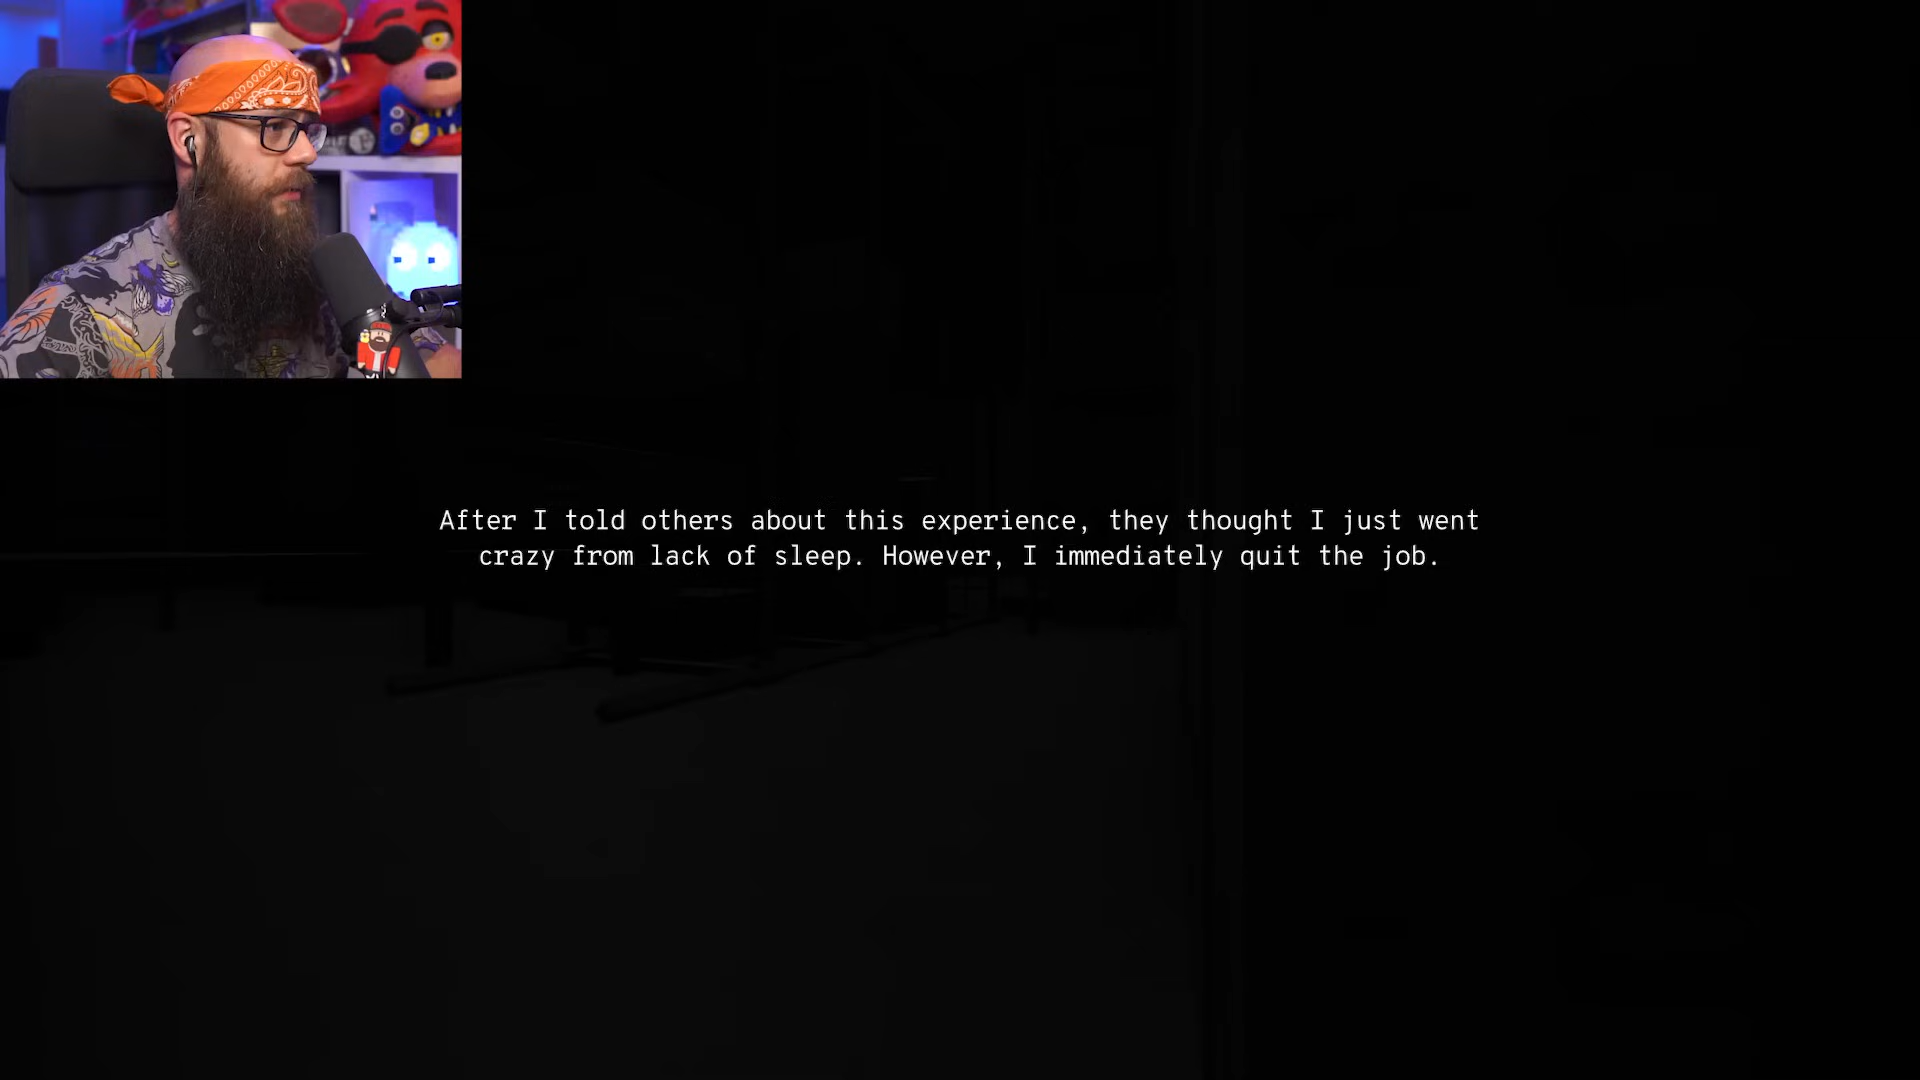 After I told others about this experience, they thought I just went
crazy from lack of sleep. However, I immediately quit the job.